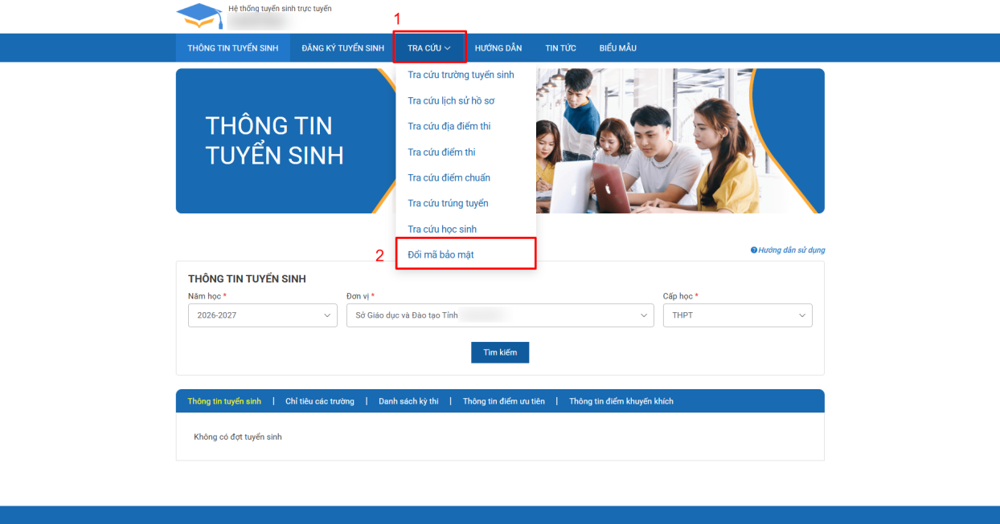 Hệ thống tuyển sinh trực tuyến
1
THÔNG TIN TUYỂN SINH ĐĂNG KÝ TUYỂN SINH TRA CỨU HƯỚNG DẪN TIN TỨC BIỂU MẪU
Tra cứu trường tuyển sinh
Tra cứu lịch sử hồ sơ
Tra cứu địa điểm thi
Tra cứu điểm thi
Tra cứu điểm chuẩn
Tra cứu trúng tuyển
Tra cứu học sinh
2 Đổi mã bảo mật
THÔNG TIN
TUYỂN SINH
Hướng dẫn sử dụng
THÔNG TIN TUYỂN SINH
Năm học * Đơn vị * Cấp học *
2026-2027 Sở Giáo dục và Đào tạo Tỉnh THPT
Tìm kiếm
Thông tin tuyển sinh | Chỉ tiêu các trường | Danh sách kỳ thi | Thông tin điểm ưu tiên | Thông tin điểm khuyến khích
Không có đợt tuyển sinh